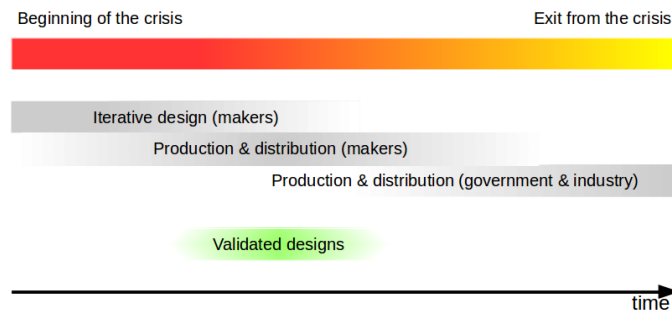 Beginning of the crisis
Exit from the crisis
Iterative design (makers)
Production & distribution (makers)
Production & distribution (government & industry)
Validated designs
time